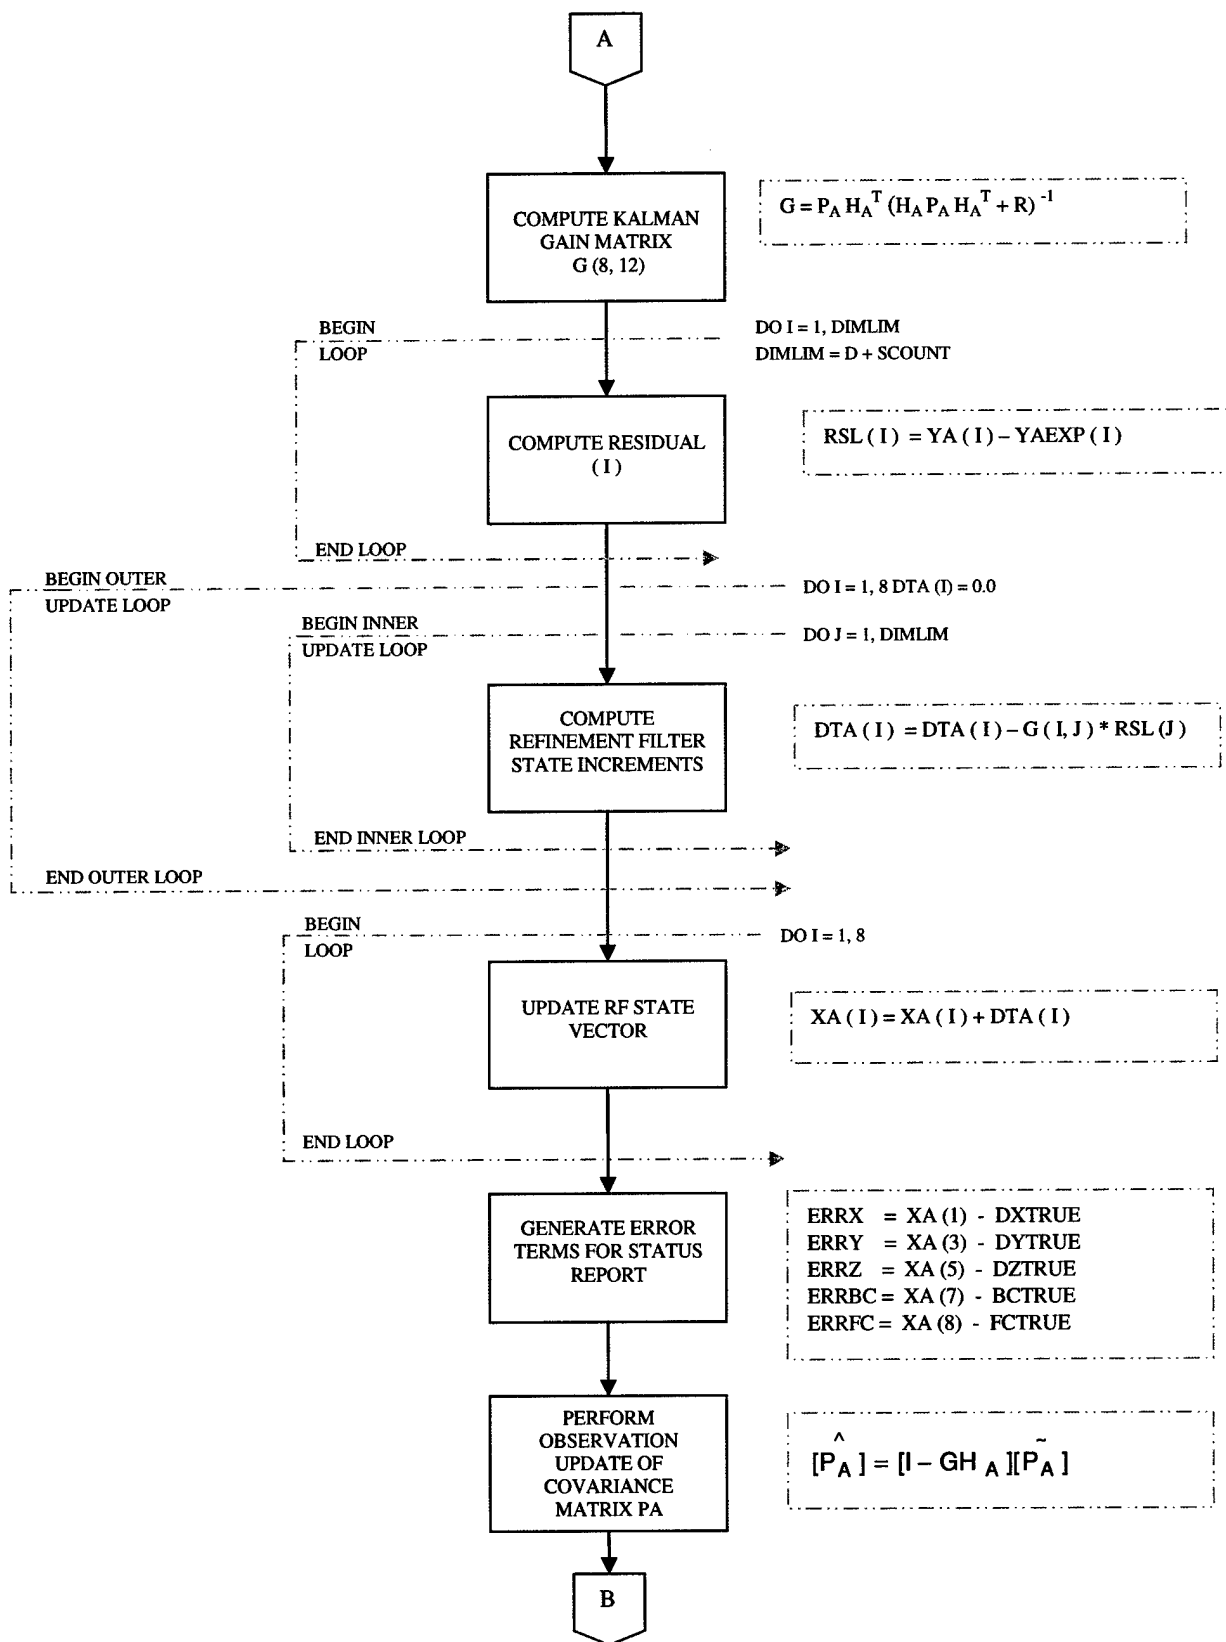 A
COMPUTE KALMAN
GAIN MATRIX
G (8, 12)
G = P_A H_A^T (H_A P_A H_A^T + R)^-1
BEGIN
LOOP
DO I = 1, DIMLIM
DIMLIM = D + SCOUNT
COMPUTE RESIDUAL
( I )
RSL ( I ) = YA ( I ) – YAEXP ( I )
END LOOP
BEGIN OUTER
UPDATE LOOP
DO I = 1, 8 DTA (I) = 0.0
BEGIN INNER
UPDATE LOOP
DO J = 1, DIMLIM
COMPUTE
REFINEMENT FILTER
STATE INCREMENTS
DTA ( I ) = DTA ( I ) – G ( I, J ) * RSL (J )
END INNER LOOP
END OUTER LOOP
BEGIN
LOOP
DO I = 1, 8
UPDATE RF STATE
VECTOR
XA ( I ) = XA ( I ) + DTA ( I )
END LOOP
GENERATE ERROR
TERMS FOR STATUS
REPORT
ERRX = XA (1) - DXTRUE
ERRY = XA (3) - DYTRUE
ERRZ = XA (5) - DZTRUE
ERRBC = XA (7) - BCTRUE
ERRFC = XA (8) - FCTRUE
PERFORM
OBSERVATION
UPDATE OF
COVARIANCE
MATRIX PA
[P̂_A] = [I – GH_A][P̃_A]
B